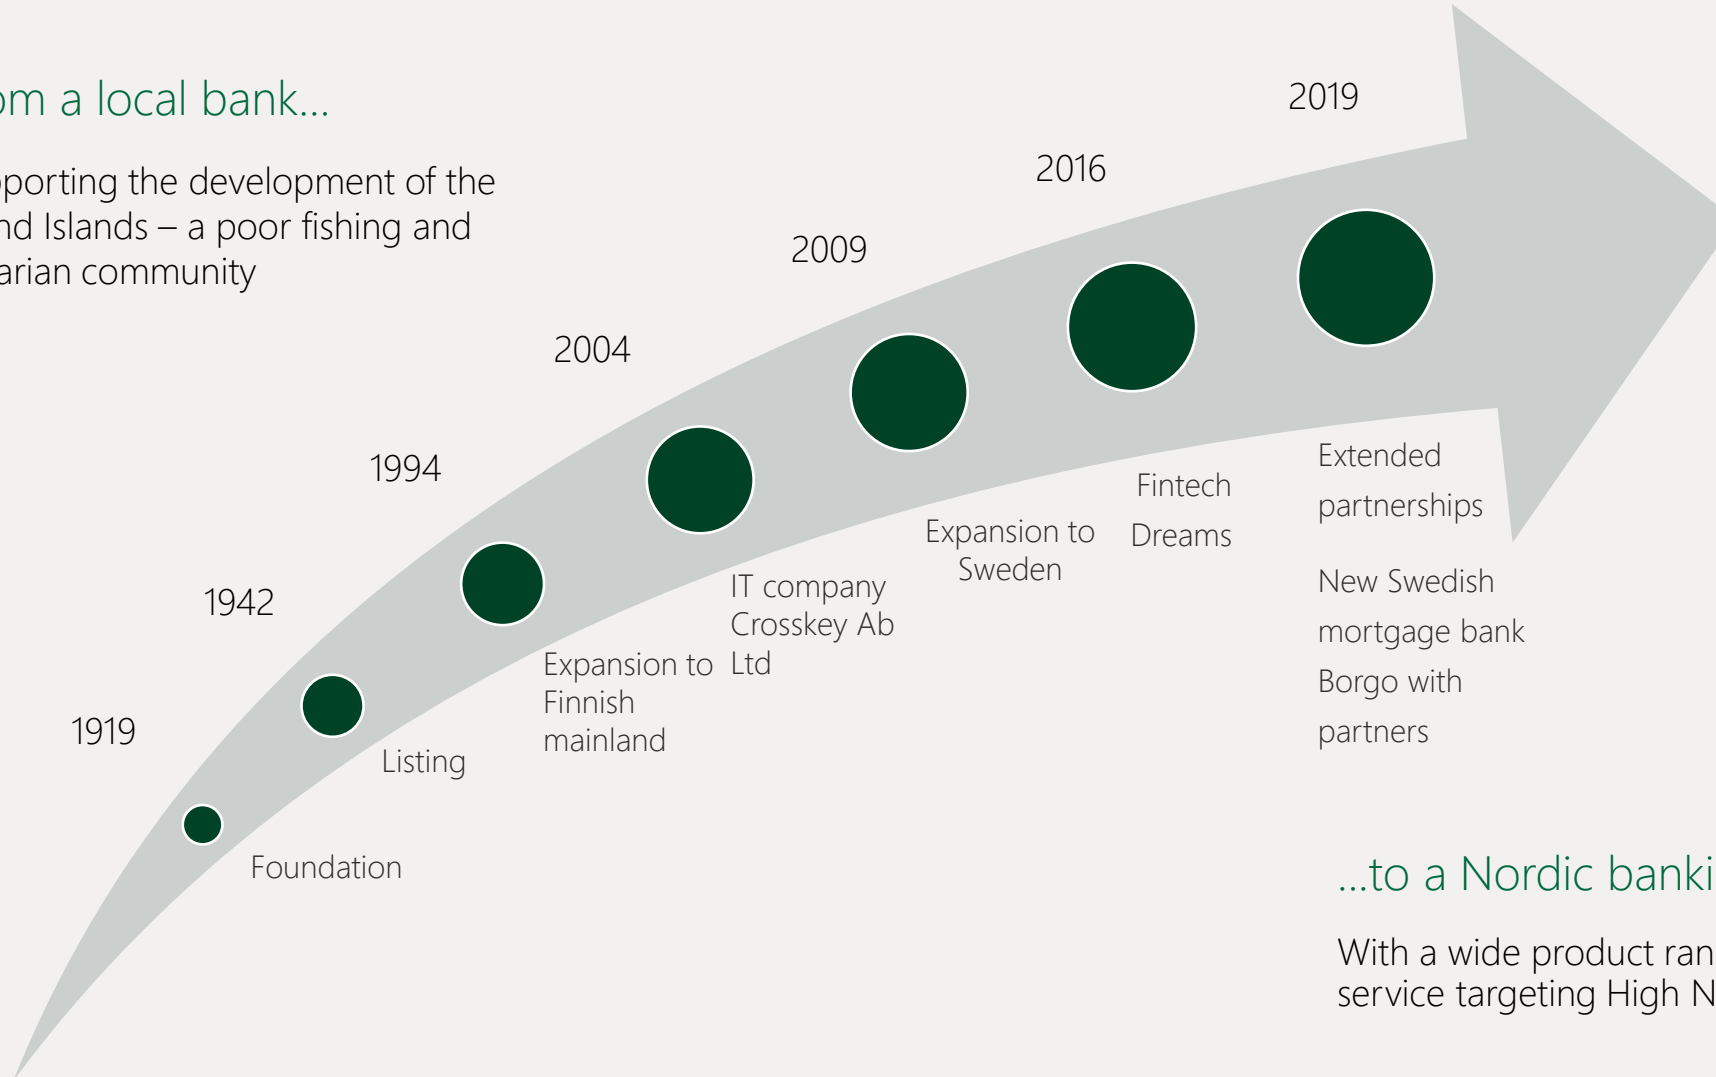 om a local bank...
porting the development of the
nd Islands – a poor fishing and
arian community
2019
2016
2009
2004
1994
1942
1919
Extended
partnerships
New Swedish
mortgage bank
Borgo with
partners
Fintech
Dreams
Expansion to
Sweden
IT company
Crosskey Ab
Ltd
Expansion to
Finnish
mainland
Listing
Foundation
...to a Nordic banki
With a wide product ran
service targeting High N